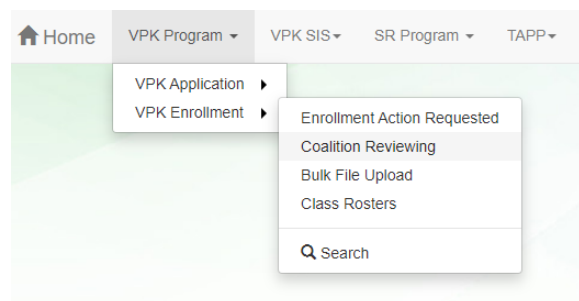 Home VPK Program VPK SIS SR Program TAPP
VPK Application
VPK Enrollment
Enrollment Action Requested
Coalition Reviewing
Bulk File Upload
Class Rosters
Search